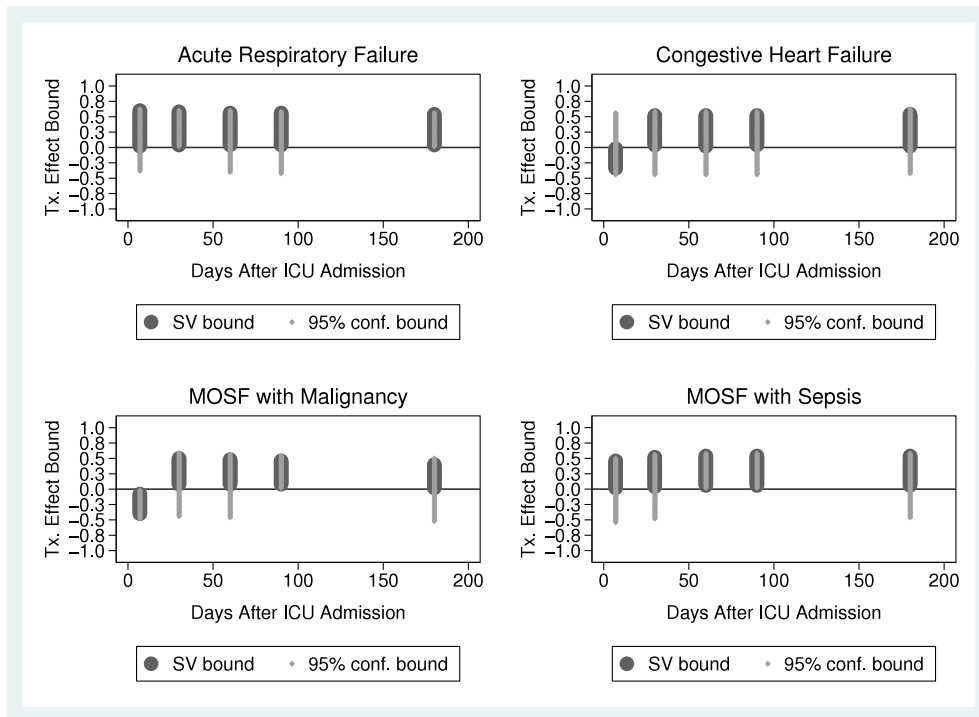 Acute Respiratory Failure
Tx. Effect Bound
1.0
0.8
0.5
0.3
0.0
−0.3
−0.5
−0.8
−1.0
0 50 100 150 200
Days After ICU Admission
SV bound 95% conf. bound
Congestive Heart Failure
Tx. Effect Bound
1.0
0.8
0.5
0.3
0.0
−0.3
−0.5
−0.8
−1.0
0 50 100 150 200
Days After ICU Admission
SV bound 95% conf. bound
MOSF with Malignancy
Tx. Effect Bound
1.0
0.8
0.5
0.3
0.0
−0.3
−0.5
−0.8
−1.0
0 50 100 150 200
Days After ICU Admission
SV bound 95% conf. bound
MOSF with Sepsis
Tx. Effect Bound
1.0
0.8
0.5
0.3
0.0
−0.3
−0.5
−0.8
−1.0
0 50 100 150 200
Days After ICU Admission
SV bound 95% conf. bound